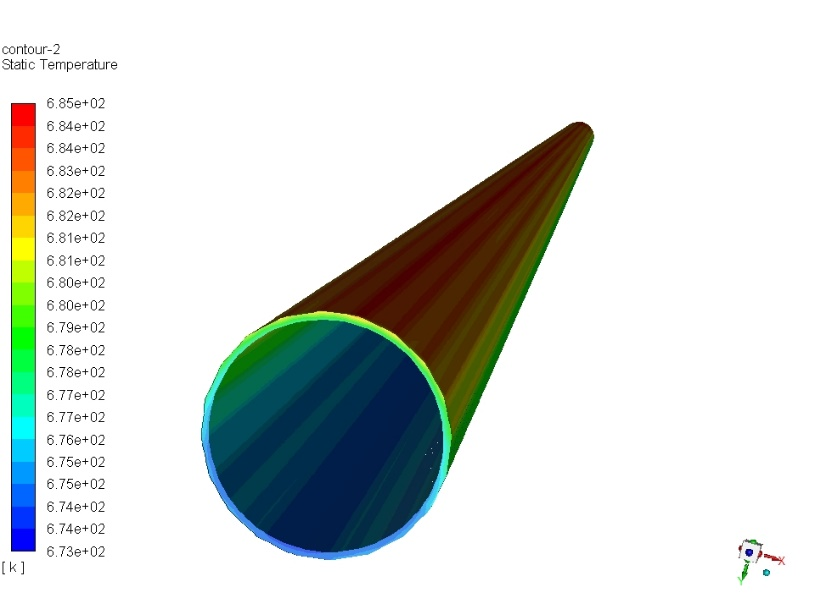 contour-2
Static Temperature
6.85e+02
6.84e+02
6.84e+02
6.83e+02
6.82e+02
6.82e+02
6.81e+02
6.81e+02
6.80e+02
6.80e+02
6.79e+02
6.78e+02
6.78e+02
6.77e+02
6.77e+02
6.76e+02
6.75e+02
6.75e+02
6.74e+02
6.74e+02
6.73e+02
[ k ]
X
Y